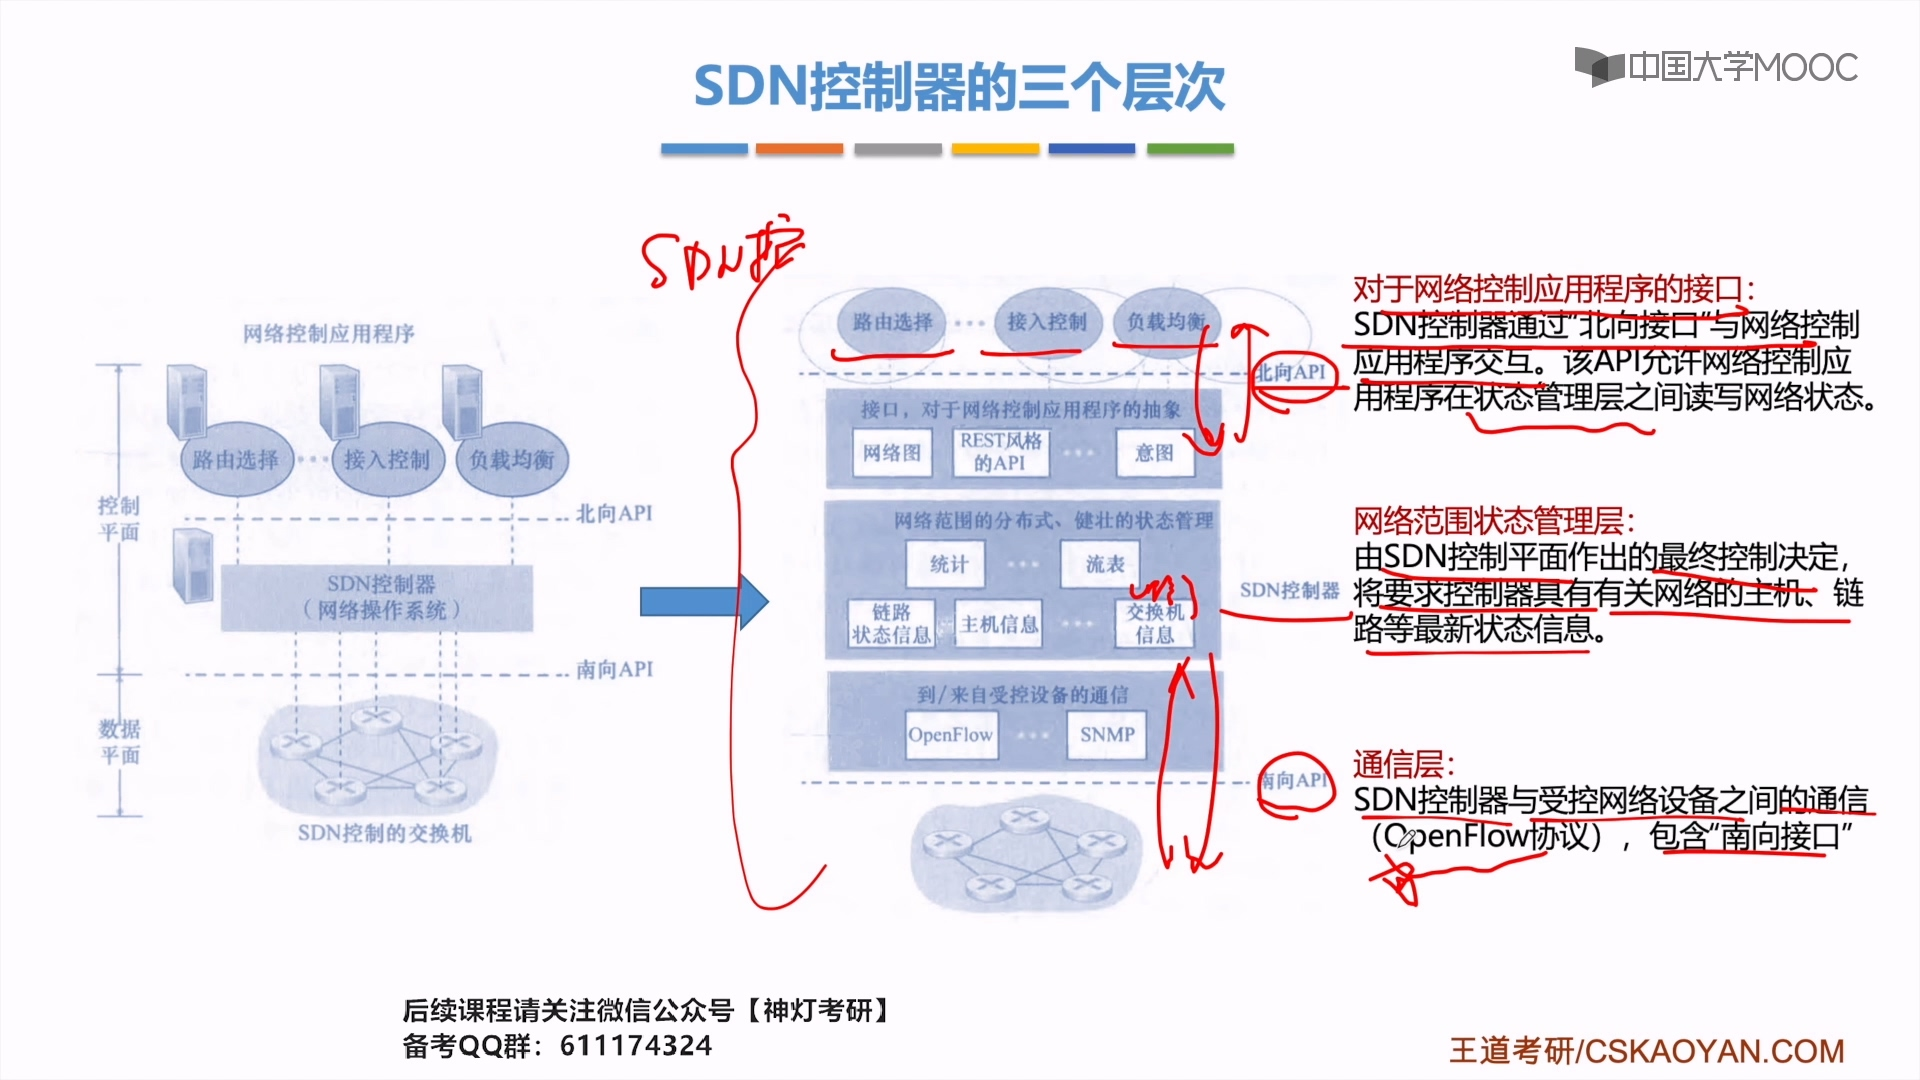 SDN控制器的三个层次
中国大学MOOC
SDN控
网络控制应用程序
路由选择 ··· 接入控制 负载均衡
北向API
控制
平面
SDN控制器
(网络操作系统)
南向API
数据
平面
SDN控制的交换机
路由选择 ··· 接入控制 负载均衡
北向API
接口，对于网络控制应用程序的抽象
网络图 REST风格的API ··· 意图
网络范围的分布式、健壮的状态管理
统计 ··· 流表
链路状态信息 主机信息 ··· 交换机信息
SDN控制器
到/来自受控设备的通信
OpenFlow ··· SNMP
南向API
对于网络控制应用程序的接口：
SDN控制器通过“北向接口”与网络控制
应用程序交互。该API允许网络控制应
用程序在状态管理层之间读写网络状态。
网络范围状态管理层：
由SDN控制平面作出的最终控制决定，
将要求控制器具有有关网络的主机、链
路等最新状态信息。
通信层：
SDN控制器与受控网络设备之间的通信
（OpenFlow协议），包含“南向接口”
后续课程请关注微信公众号【神灯考研】
备考QQ群：611174324
王道考研/CSKAOYAN.COM